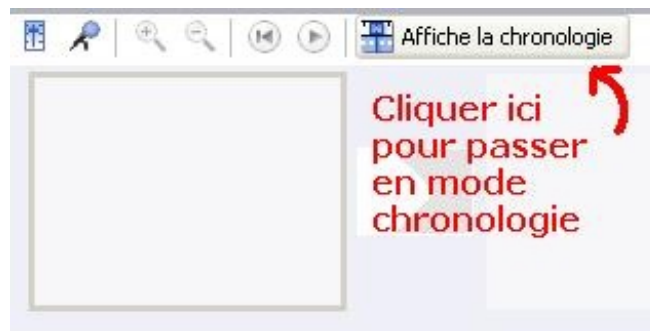 Affiche la chronologie
Cliquer ici
pour passer
en mode
chronologie